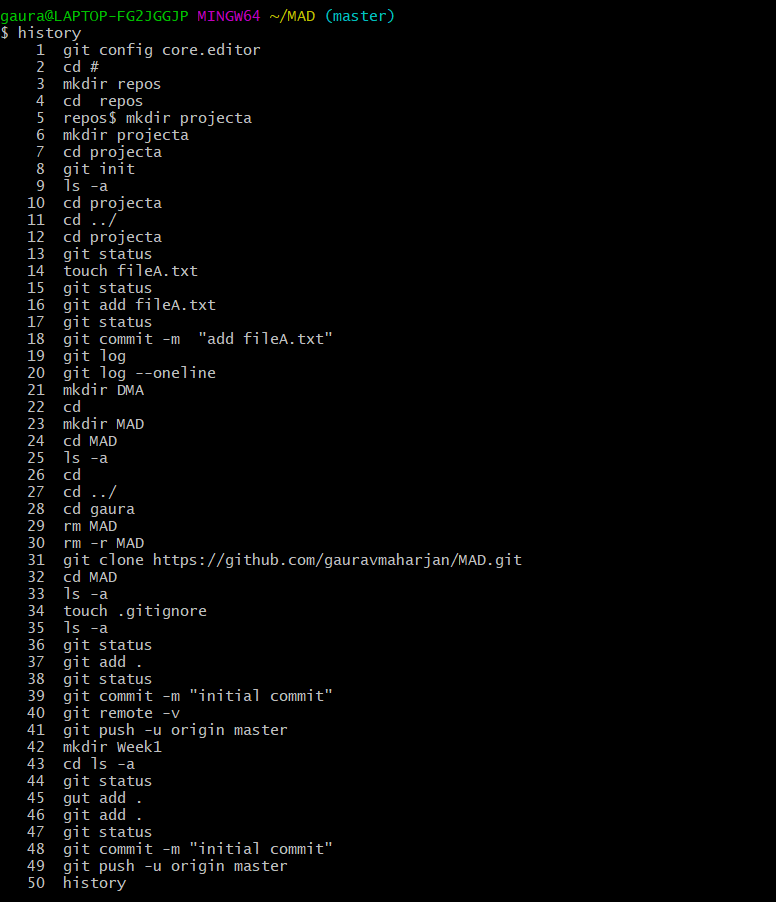 gaura@LAPTOP-FG2JGGJP MINGW64 ~/MAD (master)
$ history
    1  git config core.editor
    2  cd #
    3  mkdir repos
    4  cd  repos
    5  repos$ mkdir projecta
    6  mkdir projecta
    7  cd projecta
    8  git init
    9  ls -a
   10  cd projecta
   11  cd ../
   12  cd projecta
   13  git status
   14  touch fileA.txt
   15  git status
   16  git add fileA.txt
   17  git status
   18  git commit -m  "add fileA.txt"
   19  git log
   20  git log --oneline
   21  mkdir DMA
   22  cd
   23  mkdir MAD
   24  cd MAD
   25  ls -a
   26  cd
   27  cd ../
   28  cd gaura
   29  rm MAD
   30  rm -r MAD
   31  git clone https://github.com/gauravmaharjan/MAD.git
   32  cd MAD
   33  ls -a
   34  touch .gitignore
   35  ls -a
   36  git status
   37  git add .
   38  git status
   39  git commit -m "initial commit"
   40  git remote -v
   41  git push -u origin master
   42  mkdir Week1
   43  cd ls -a
   44  git status
   45  gut add .
   46  git add .
   47  git status
   48  git commit -m "initial commit"
   49  git push -u origin master
   50  history